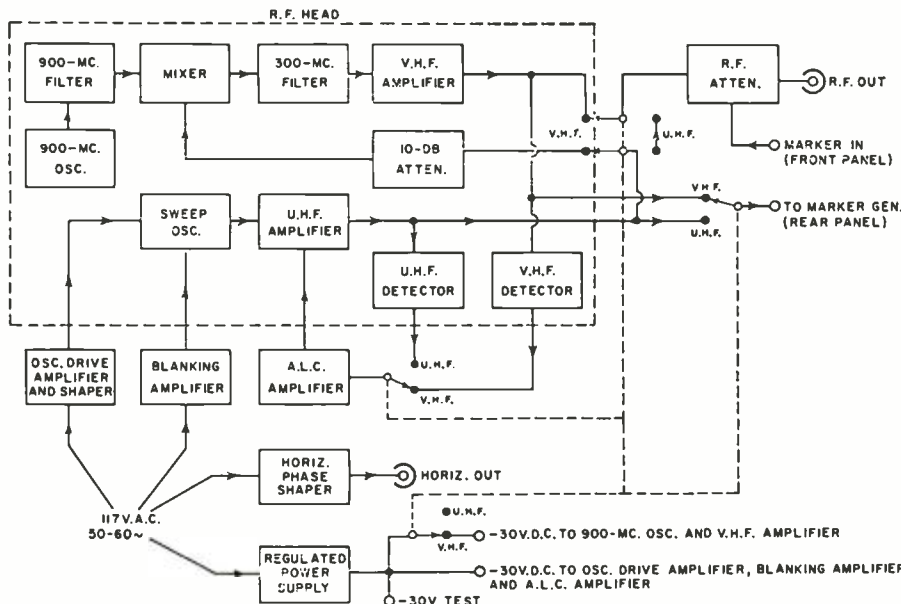 R.F. HEAD
900-MC.
FILTER
MIXER
300-MC.
FILTER
V.H.F.
AMPLIFIER
R.F.
ATTEN.
R.F. OUT
900-MC.
OSC.
10-DB
ATTEN.
V.H.F.
U.H.F.
MARKER IN
(FRONT PANEL)
SWEEP
OSC.
U.H.F.
AMPLIFIER
V.H.F.
TO MARKER GEN.
(REAR PANEL)
U.H.F.
U.H.F.
DETECTOR
V.H.F.
DETECTOR
OSC. DRIVE
AMPLIFIER
AND SHAPER
BLANKING
AMPLIFIER
A.L.C.
AMPLIFIER
U.H.F.
V.H.F.
HORIZ.
PHASE
SHAPER
HORIZ. OUT
117 V.A.C.
50-60~
U.H.F.
V.H.F.
-30V.D.C. TO 900-MC. OSC. AND V.H.F. AMPLIFIER
REGULATED
POWER
SUPPLY
-30V.D.C. TO OSC. DRIVE AMPLIFIER, BLANKING AMPLIFIER
AND A.L.C. AMPLIFIER
-30V TEST